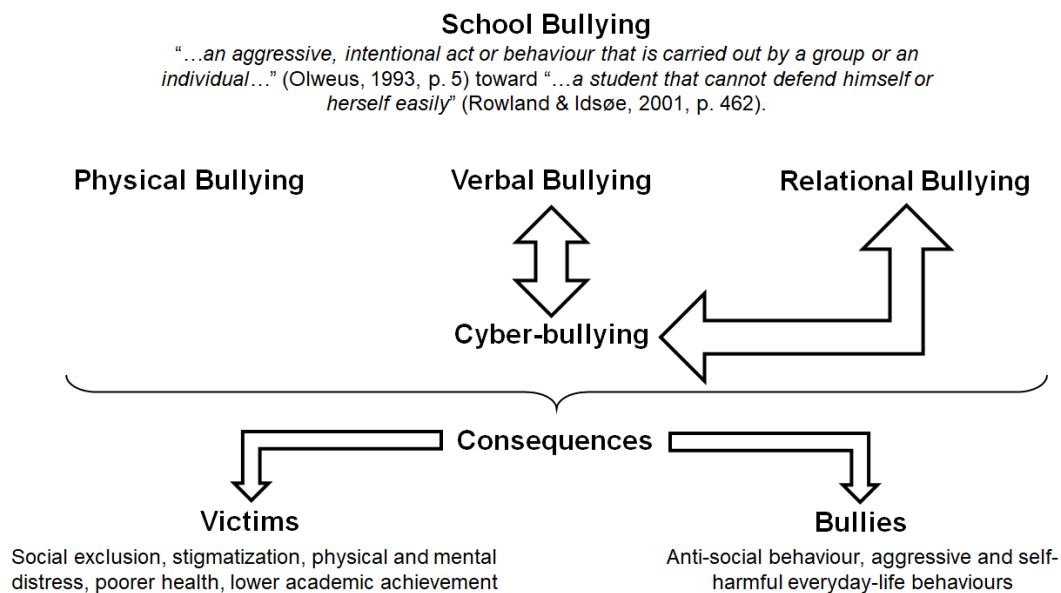 School Bullying
“…an aggressive, intentional act or behaviour that is carried out by a group or an
individual…” (Olweus, 1993, p. 5) toward “…a student that cannot defend himself or
herself easily” (Rowland & Idsøe, 2001, p. 462).
Physical Bullying
Verbal Bullying
Relational Bullying
Cyber-bullying
Consequences
Victims
Social exclusion, stigmatization, physical and mental
distress, poorer health, lower academic achievement
Bullies
Anti-social behaviour, aggressive and self-
harmful everyday-life behaviours